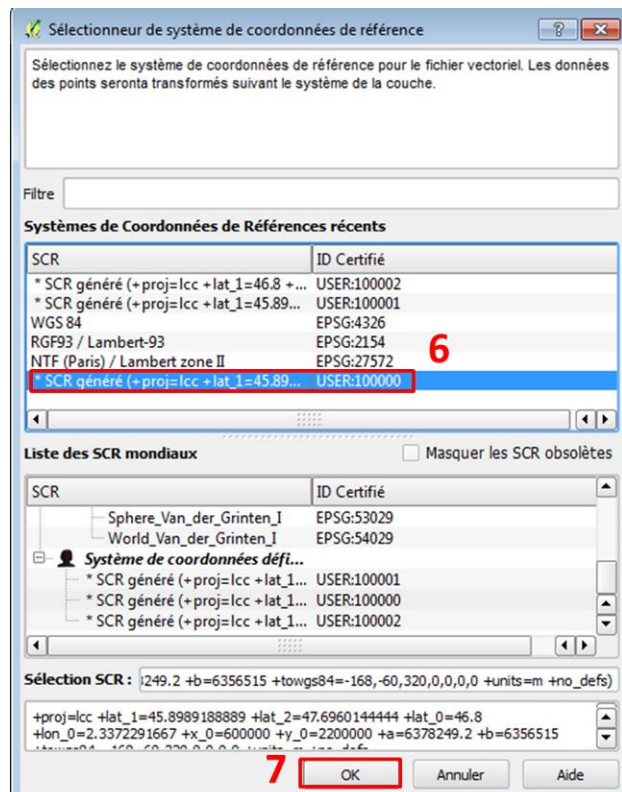 Sélectionneur de système de coordonnées de référence
Sélectionnez le système de coordonnées de référence pour le fichier vectoriel. Les données
des points seronta transformés suivant le système de la couche.
Filtre
Systèmes de Coordonnées de Références récents
SCR ID Certifié
* SCR généré (+proj=lcc +lat_1=46.8 +... USER:100002
* SCR généré (+proj=lcc +lat_1=45.89... USER:100001
WGS 84 EPSG:4326
RGF93 / Lambert-93 EPSG:2154
NTF (Paris) / Lambert zone II EPSG:27572
6
* SCR généré (+proj=lcc +lat_1=45.89... USER:100000
Liste des SCR mondiaux Masquer les SCR obsolètes
SCR ID Certifié
Sphere_Van_der_Grinten_I EPSG:53029
World_Van_der_Grinten_I EPSG:54029
Système de coordonnées défi...
* SCR généré (+proj=lcc +lat_1... USER:100001
* SCR généré (+proj=lcc +lat_1... USER:100000
* SCR généré (+proj=lcc +lat_1... USER:100002
Sélection SCR : 249.2 +b=6356515 +towgs84=-168,-60,320,0,0,0,0 +units=m +no_defs)
+proj=lcc +lat_1=45.8989188889 +lat_2=47.6960144444 +lat_0=46.8
+lon_0=2.3372291667 +x_0=600000 +y_0=2200000 +a=6378249.2 +b=6356515
7 OK Annuler Aide